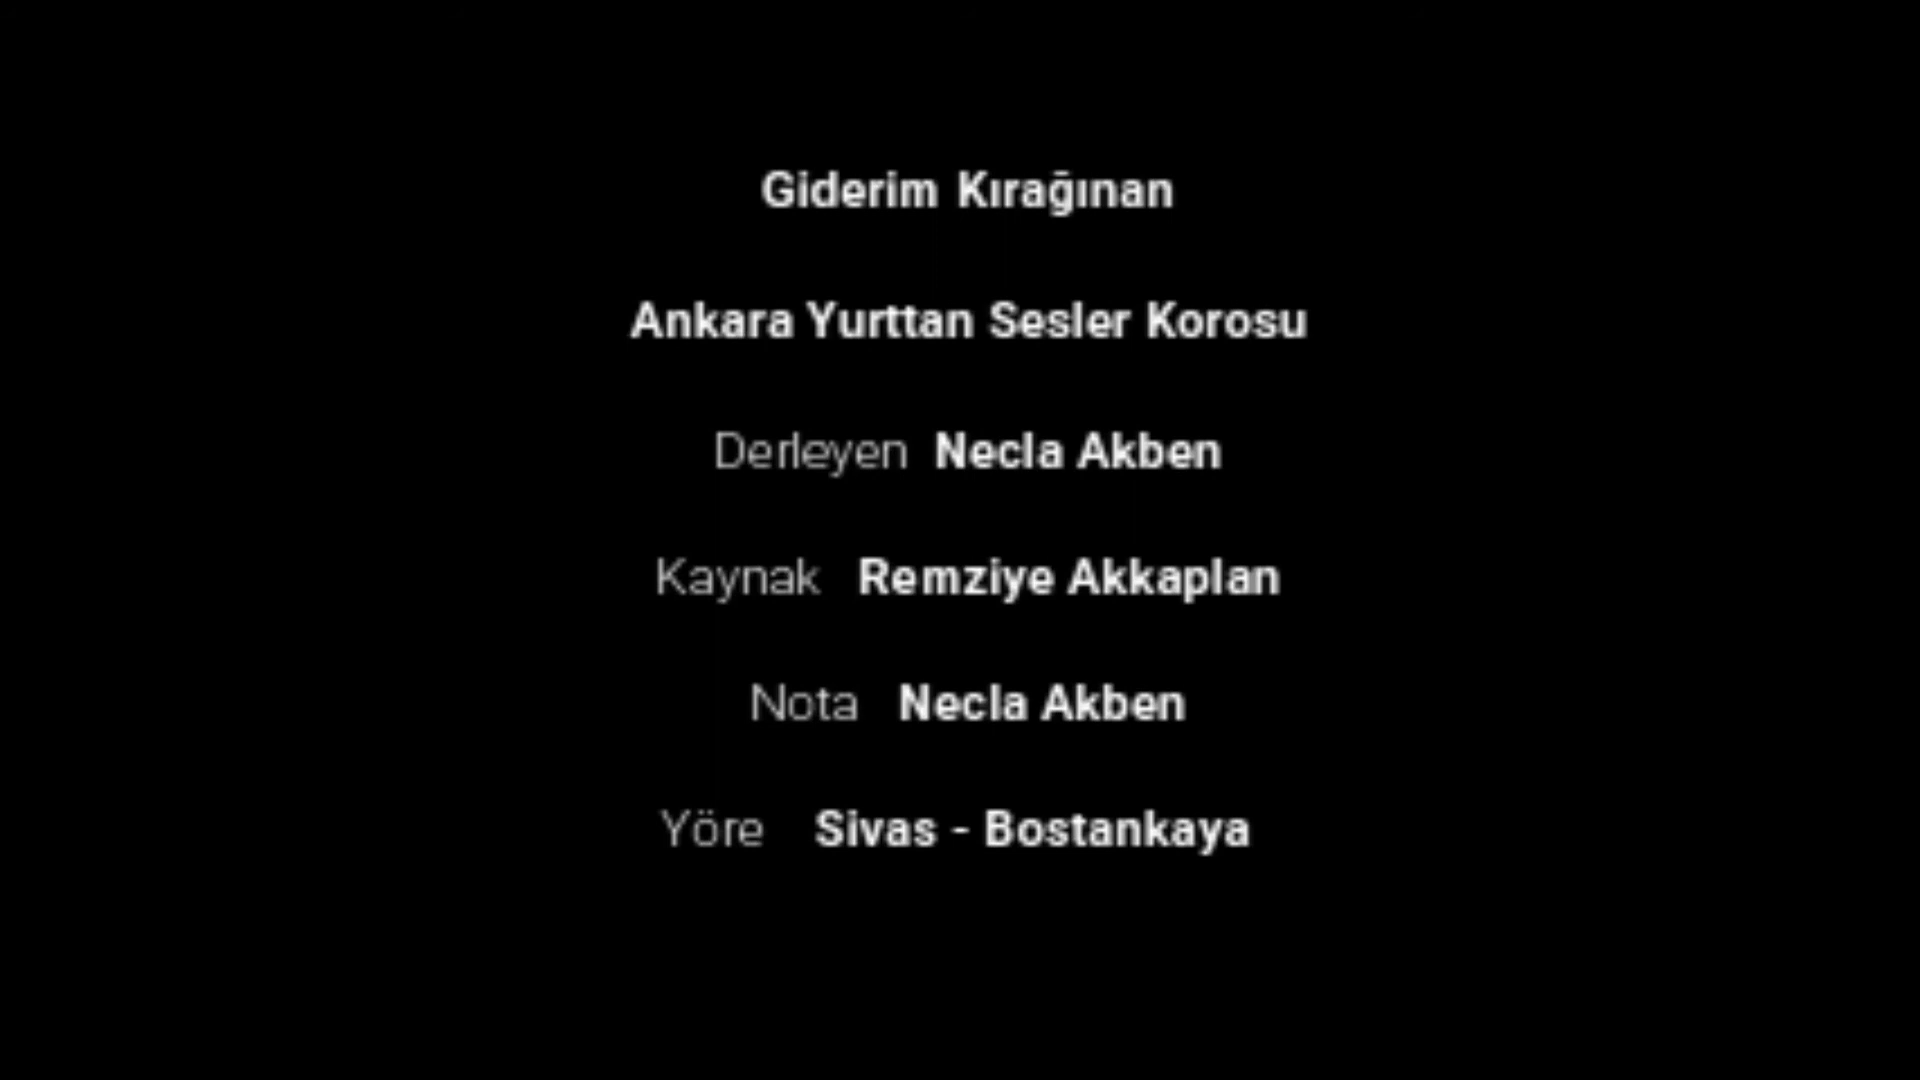 Giderim Kırağınan
Ankara Yurttan Sesler Korosu
Derleyen Necla Akben
Kaynak Remziye Akkaplan
Nota Necla Akben
Yöre Sivas - Bostankaya